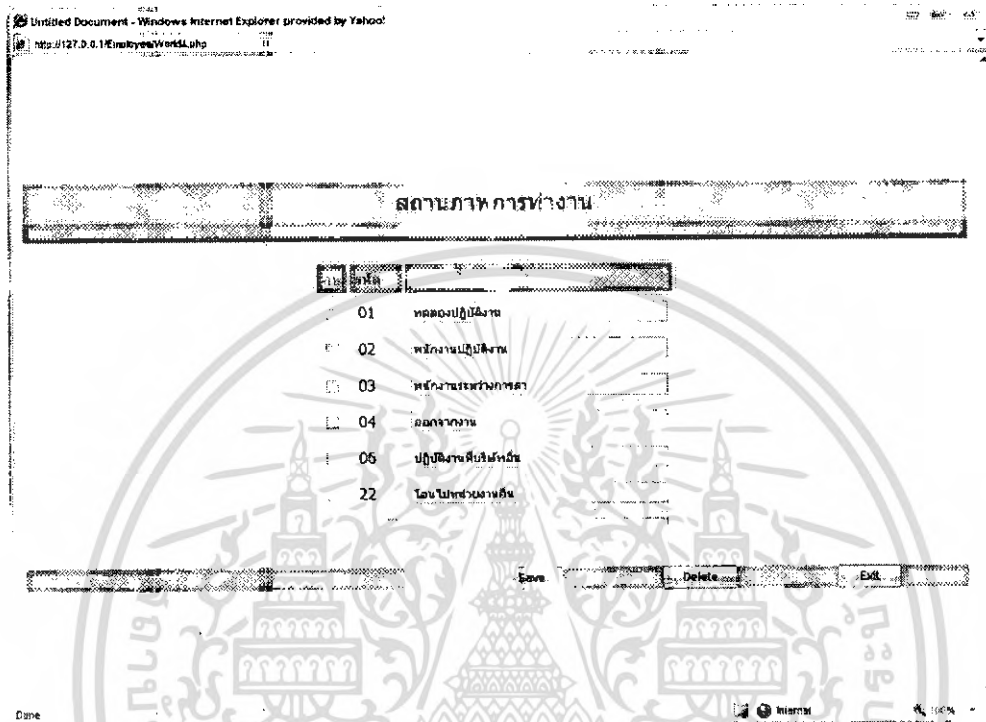 Untitled Document - Windows Internet Explorer provided by Yahoo!
http://127.0.0.1/Employee/World4.php
สถานภาพการทำงาน
รหัส
01 ทดลองปฏิบัติงาน
02 พนักงานปฏิบัติงาน
03 พนักงานระหว่างการลา
04 ออกจากงาน
05 ปฏิบัติงานที่บริษัทอื่น
22 โอนไปหน่วยงานอื่น
Save Delete Exit
Done Internet 100%